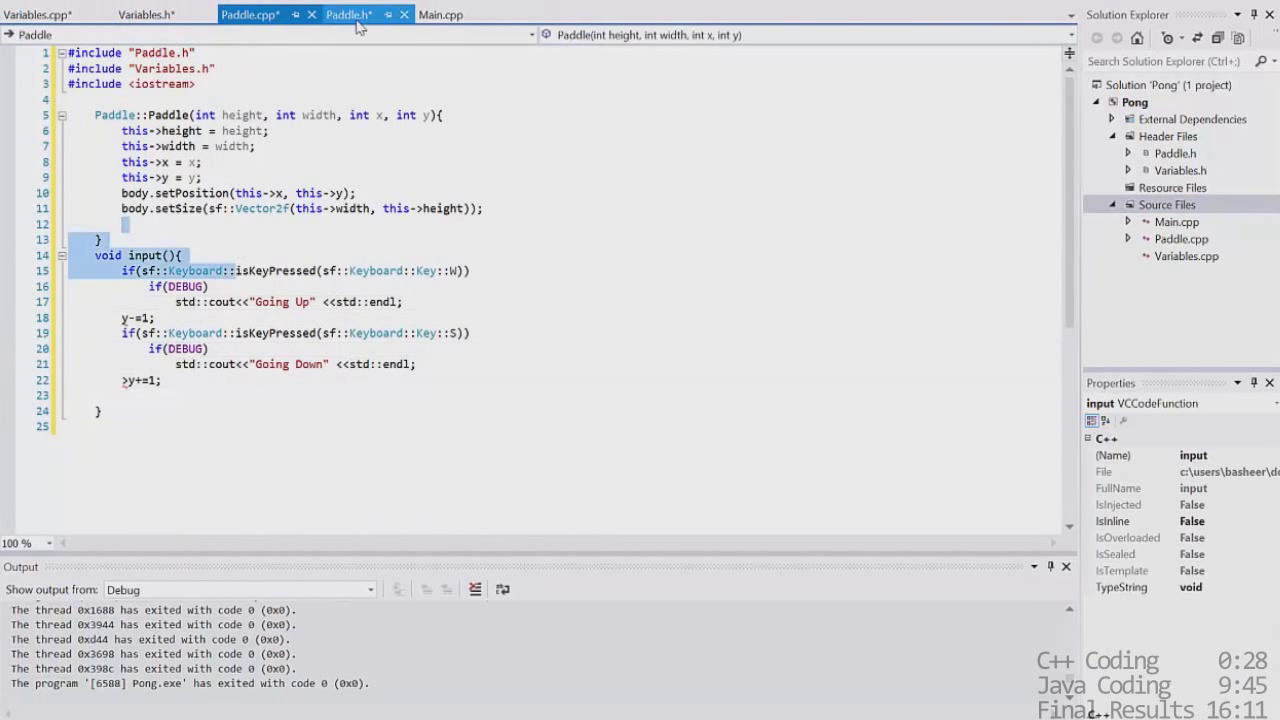 Variables.cpp* Variables.h* Paddle.cpp* Paddle.h* Main.cpp
Paddle Paddle(int height, int width, int x, int y)
1 #include "Paddle.h"
2 #include "Variables.h"
3 #include <iostream>
4
5 Paddle::Paddle(int height, int width, int x, int y){
6 this->height = height;
7 this->width = width;
8 this->x = x;
9 this->y = y;
10 body.setPosition(this->x, this->y);
11 body.setSize(sf::Vector2f(this->width, this->height));
12
13 }
14 void input(){
15 if(sf::Keyboard::isKeyPressed(sf::Keyboard::Key::W))
16 if(DEBUG)
17 std::cout<<"Going Up" <<std::endl;
18 y-=1;
19 if(sf::Keyboard::isKeyPressed(sf::Keyboard::Key::S))
20 if(DEBUG)
21 std::cout<<"Going Down" <<std::endl;
22 >y+=1;
23
24 }
25
100 %
Output
Show output from: Debug
The thread 0x1688 has exited with code 0 (0x0).
The thread 0x3944 has exited with code 0 (0x0).
The thread 0xd44 has exited with code 0 (0x0).
The thread 0x3698 has exited with code 0 (0x0).
The thread 0x398c has exited with code 0 (0x0).
The program '[6588] Pong.exe' has exited with code 0 (0x0).
Solution Explorer
Search Solution Explorer (Ctrl+;)
Solution 'Pong' (1 project)
Pong
External Dependencies
Header Files
Paddle.h
Variables.h
Resource Files
Source Files
Main.cpp
Paddle.cpp
Variables.cpp
Properties
input VCCodeFunction
C++
(Name) input
File c:\users\basheer\do
FullName input
IsInjected False
IsInline False
IsOverloaded False
IsSealed False
IsTemplate False
TypeString void
C++ Coding 0:28
Java Coding 9:45
Final Results 16:11
C++